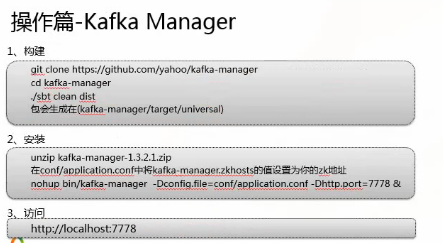 操作篇-Kafka Manager
1、构建
git clone https://github.com/yahoo/kafka-manager
cd kafka-manager
./sbt clean dist
包会生成在(kafka-manager/target/universal)
2、安装
unzip kafka-manager-1.3.2.1.zip
在conf/application.conf中将kafka-manager.zkhosts的值设置为你的zk地址
nohup bin/kafka-manager -Dconfig.file=conf/application.conf -Dhttp.port=7778 &
3、访问
http://localhost:7778